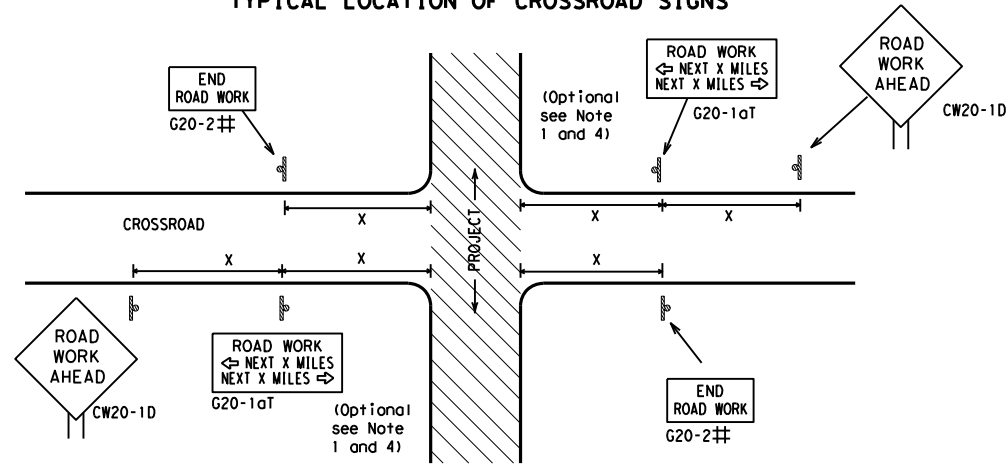 TYPICAL LOCATION OF CROSSROAD SIGNS
END
ROAD WORK
G20-2#
ROAD WORK
⇦ NEXT X MILES
NEXT X MILES ⇨
G20-1aT
(Optional
see Note
1 and 4)
ROAD
WORK
AHEAD
CW20-1D
X
X
X
CROSSROAD
PROJECT
X
X
X
ROAD
WORK
AHEAD
CW20-1D
ROAD WORK
⇦ NEXT X MILES
NEXT X MILES ⇨
G20-1aT
(Optional
see Note
1 and 4)
END
ROAD WORK
G20-2#